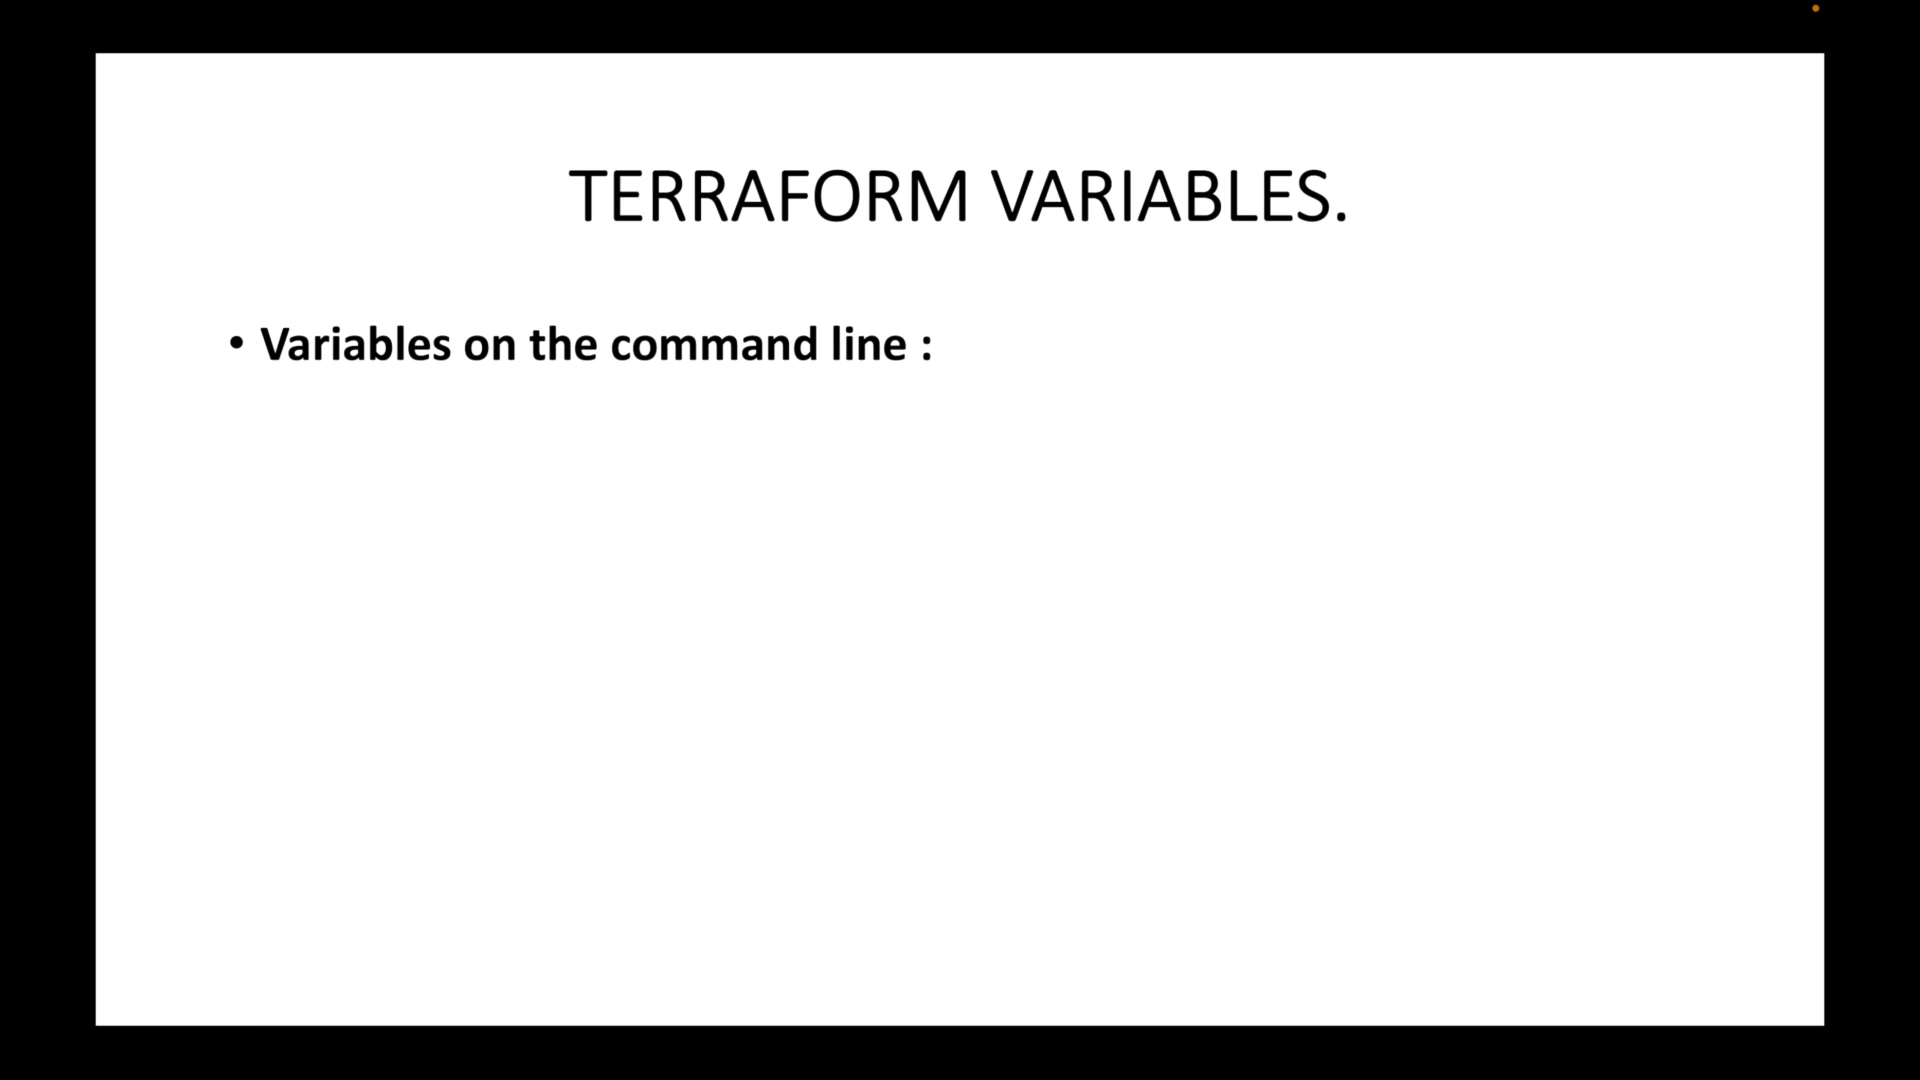 TERRAFORM VARIABLES.
• Variables on the command line :